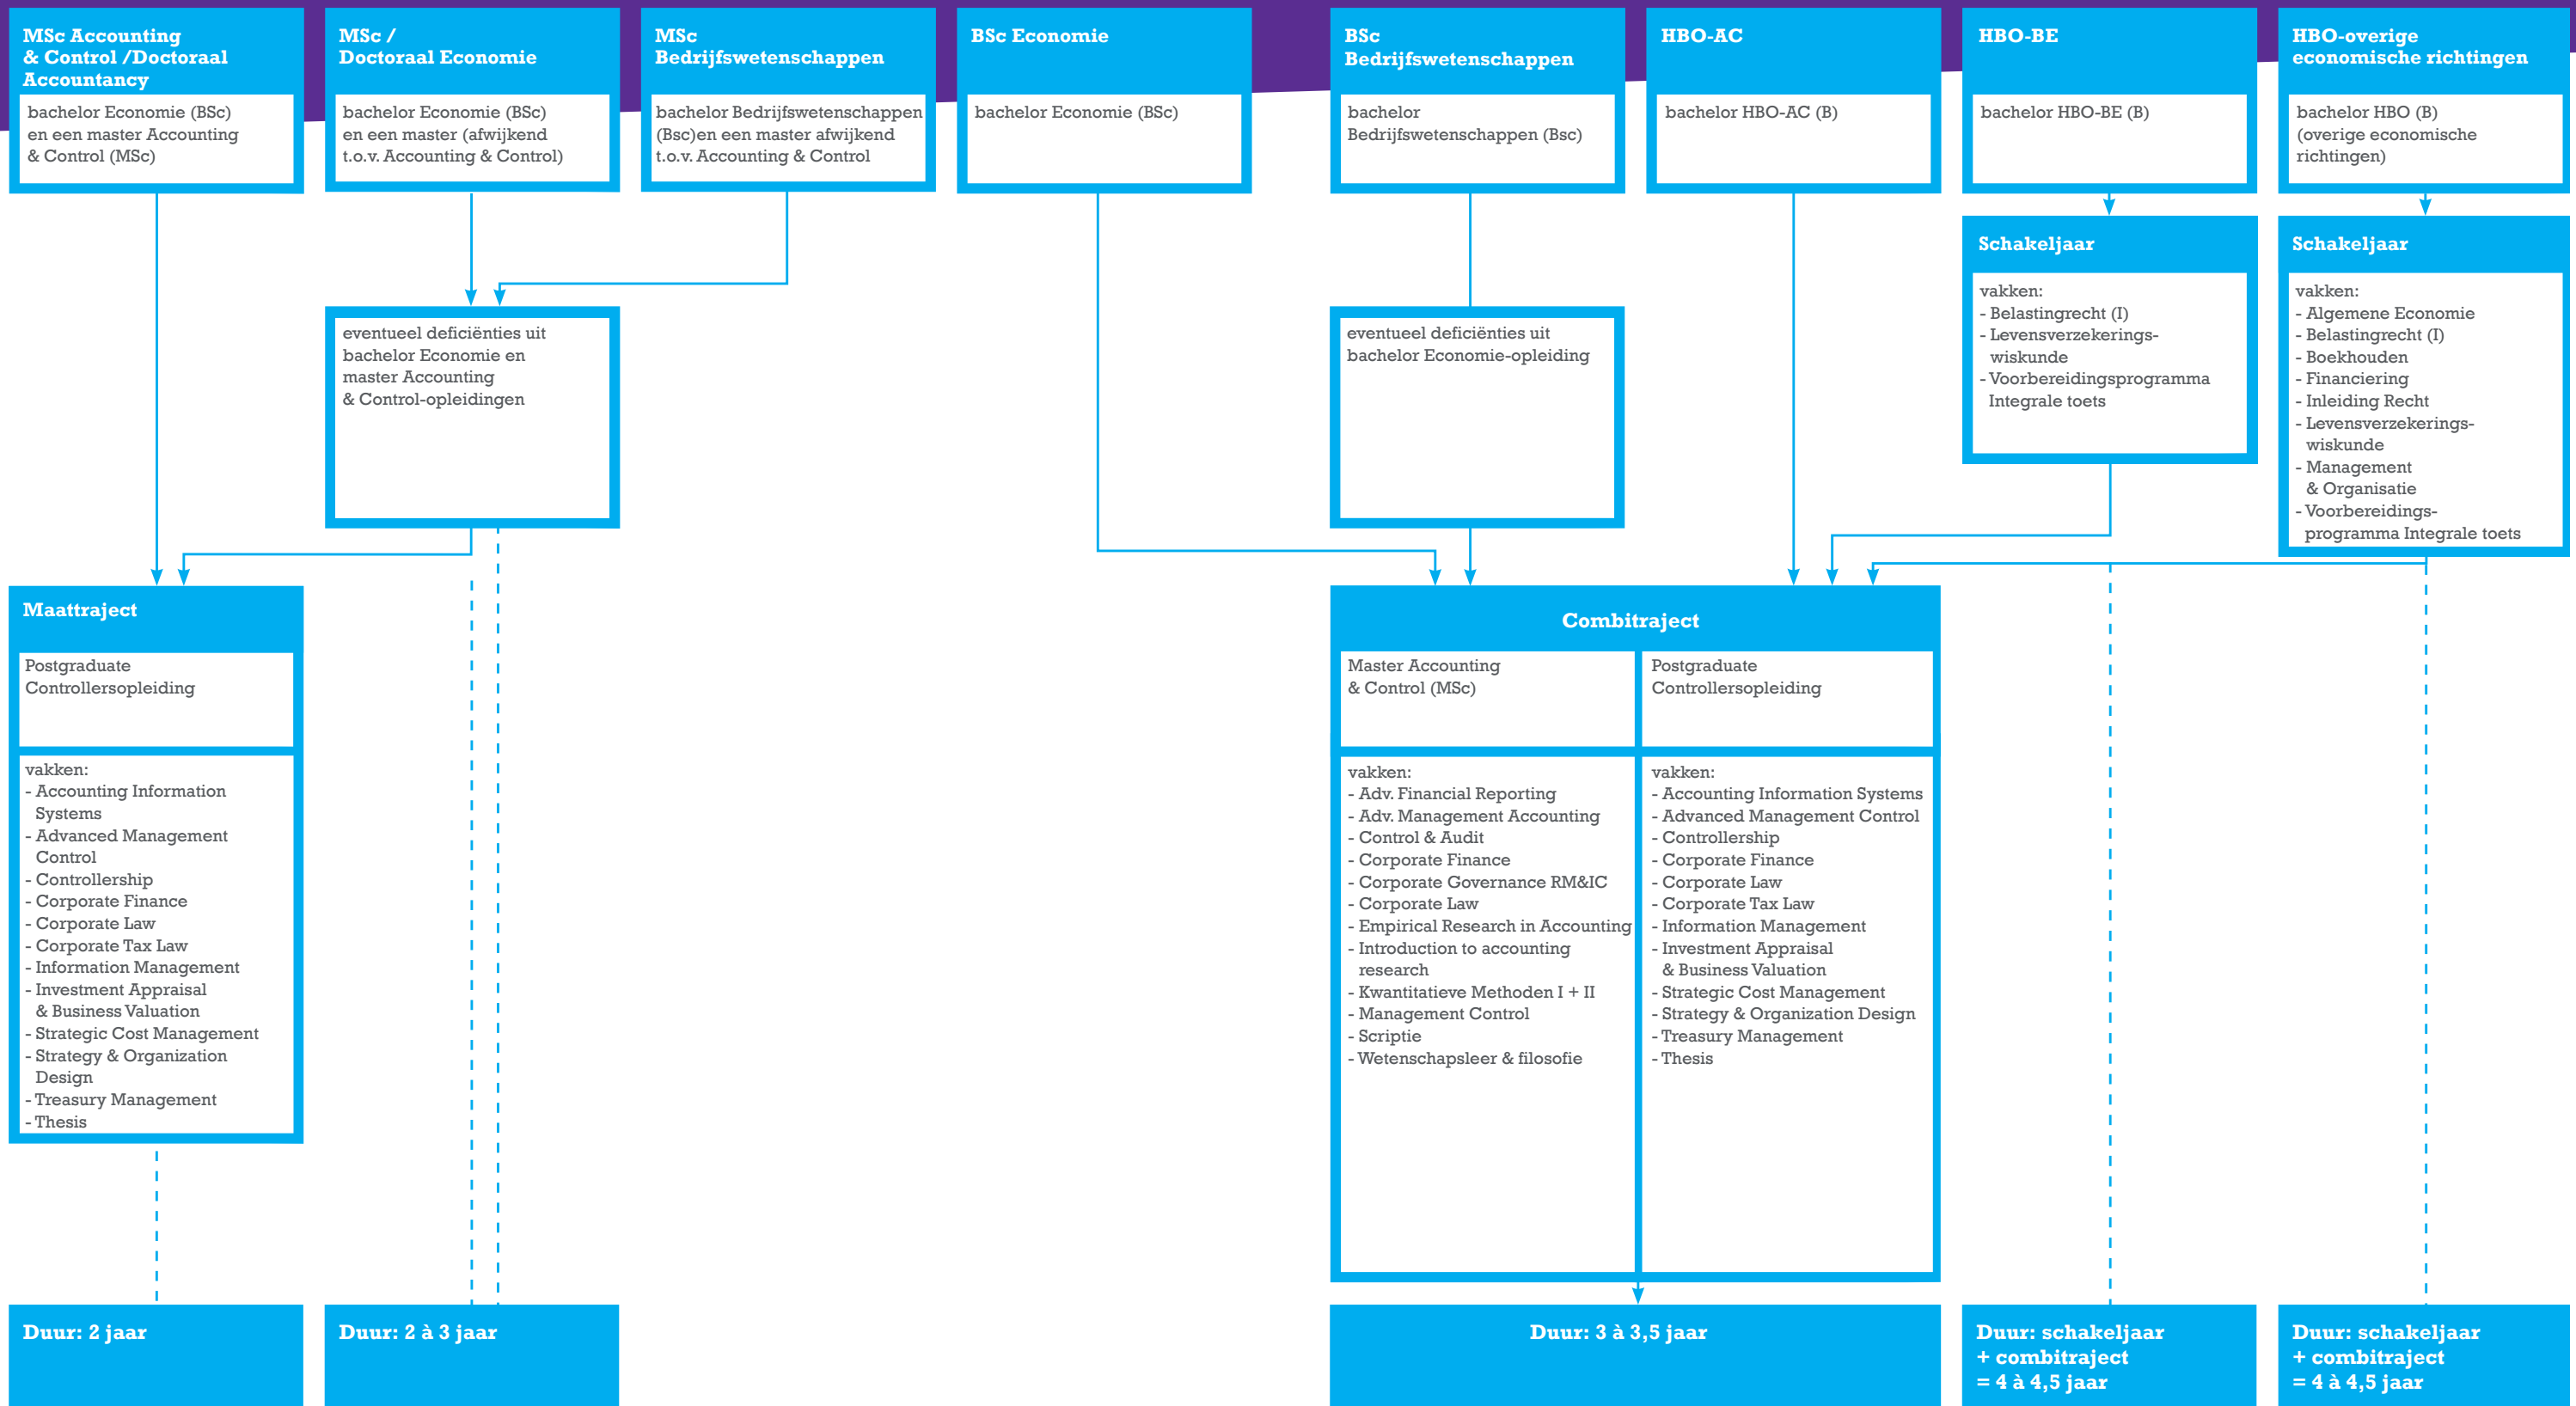 MSc Accounting
& Control /Doctoraal
Accountancy
bachelor Economie (BSc)
en een master Accounting
& Control (MSc)
MSc /
Doctoraal Economie
bachelor Economie (BSc)
en een master (afwijkend
t.o.v. Accounting & Control)
MSc
Bedrijfswetenschappen
bachelor Bedrijfswetenschappen
(Bsc)en een master afwijkend
t.o.v. Accounting & Control
BSc Economie
bachelor Economie (BSc)
BSc
Bedrijfswetenschappen
bachelor
Bedrijfswetenschappen (Bsc)
HBO-AC
bachelor HBO-AC (B)
HBO-BE
bachelor HBO-BE (B)
HBO-overige
economische richtingen
bachelor HBO (B)
(overige economische
richtingen)
eventueel deficiënties uit
bachelor Economie en
master Accounting
& Control-opleidingen
eventueel deficiënties uit
bachelor Economie-opleiding
Schakeljaar
vakken:
- Belastingrecht (I)
- Levensverzekerings-
wiskunde
- Voorbereidingsprogramma
Integrale toets
Schakeljaar
vakken:
- Algemene Economie
- Belastingrecht (I)
- Boekhouden
- Financiering
- Inleiding Recht
- Levensverzekerings-
wiskunde
- Management
& Organisatie
- Voorbereidings-
programma Integrale toets
Maattraject
Postgraduate
Controllersopleiding
vakken:
- Accounting Information
Systems
- Advanced Management
Control
- Controllership
- Corporate Finance
- Corporate Law
- Corporate Tax Law
- Information Management
- Investment Appraisal
& Business Valuation
- Strategic Cost Management
- Strategy & Organization
Design
- Treasury Management
- Thesis
Combitraject
Master Accounting
& Control (MSc)
vakken:
- Adv. Financial Reporting
- Adv. Management Accounting
- Control & Audit
- Corporate Finance
- Corporate Governance RM&IC
- Corporate Law
- Empirical Research in Accounting
- Introduction to accounting
research
- Kwantitatieve Methoden I + II
- Management Control
- Scriptie
- Wetenschapsleer & filosofie
Postgraduate
Controllersopleiding
vakken:
- Accounting Information Systems
- Advanced Management Control
- Controllership
- Corporate Finance
- Corporate Law
- Corporate Tax Law
- Information Management
- Investment Appraisal
& Business Valuation
- Strategic Cost Management
- Strategy & Organization Design
- Treasury Management
- Thesis
Duur: 2 jaar
Duur: 2 à 3 jaar
Duur: 3 à 3,5 jaar
Duur: schakeljaar
+ combitraject
= 4 à 4,5 jaar
Duur: schakeljaar
+ combitraject
= 4 à 4,5 jaar